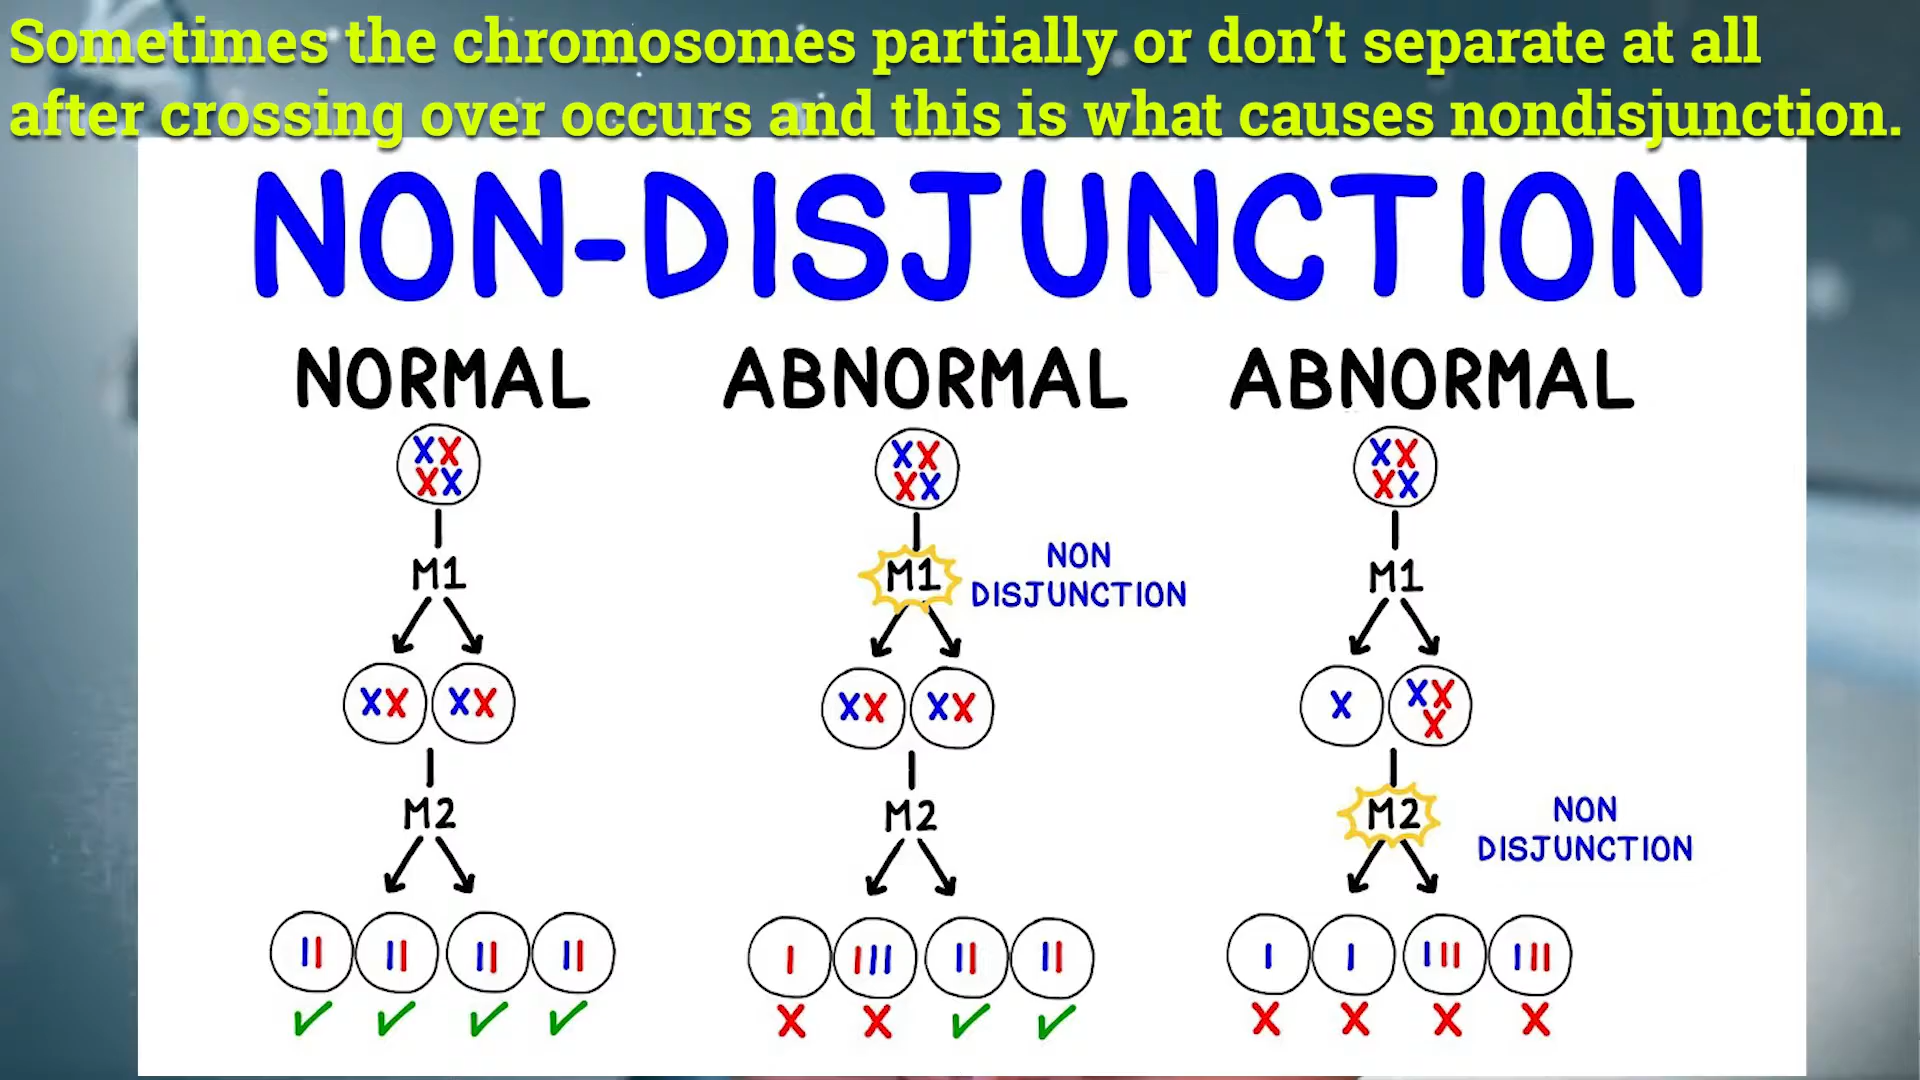 Sometimes the chromosomes partially or don’t separate at all
after crossing over occurs and this is what causes nondisjunction.
NON-DISJUNCTION
NORMAL ABNORMAL ABNORMAL
M1 M1 NON DISJUNCTION M1
M2 M2 M2 NON DISJUNCTION